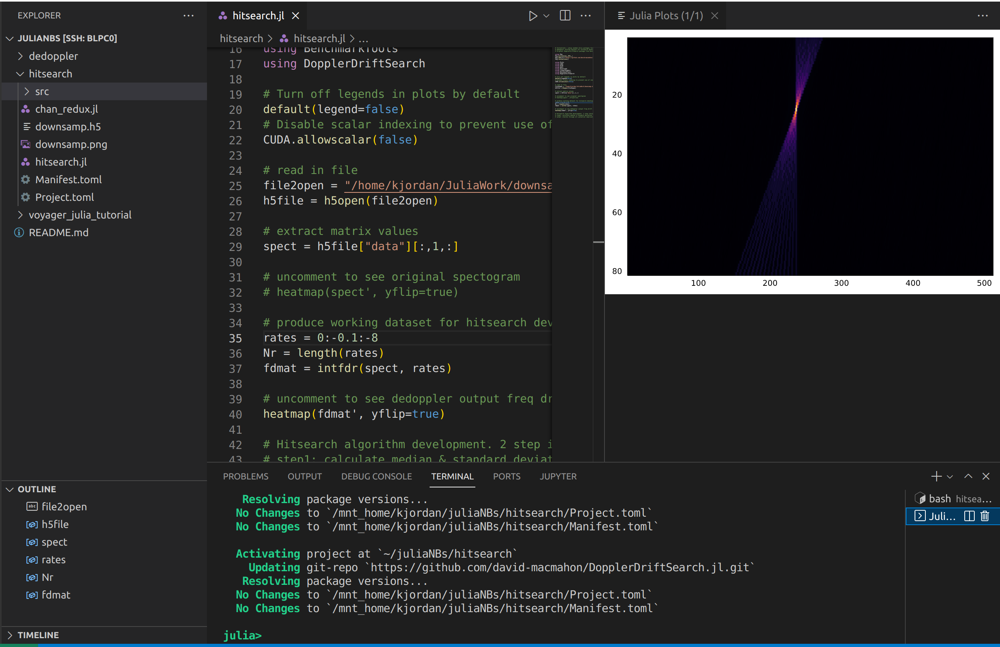 EXPLORER
JULIANBS [SSH: BLPC0]
dedoppler
hitsearch
src
chan_redux.jl
downsamp.h5
downsamp.png
hitsearch.jl
Manifest.toml
Project.toml
voyager_julia_tutorial
README.md
OUTLINE
file2open
h5file
spect
rates
Nr
fdmat
TIMELINE
hitsearch.jl
hitsearch > hitsearch.jl > ...
16 using BenchmarkTools
17 using DopplerDriftSearch
18
19 # Turn off legends in plots by default
20 default(legend=false)
21 # Disable scalar indexing to prevent use of
22 CUDA.allowscalar(false)
23
24 # read in file
25 file2open = "/home/kjordan/JuliaWork/downsa
26 h5file = h5open(file2open)
27
28 # extract matrix values
29 spect = h5file["data"][:,1,:]
30
31 # uncomment to see original spectogram
32 # heatmap(spect', yflip=true)
33
34 # produce working dataset for hitsearch dev
35 rates = 0:-0.1:-8
36 Nr = length(rates)
37 fdmat = intfdr(spect, rates)
38
39 # uncomment to see dedoppler output freq dr
40 heatmap(fdmat', yflip=true)
41
42 # Hitsearch algorithm development. 2 step i
43 # step1: calculate median & standard deviat
Julia Plots (1/1)
20
40
60
80
100 200 300 400 500
PROBLEMS OUTPUT DEBUG CONSOLE TERMINAL PORTS JUPYTER
Resolving package versions...
No Changes to `/mnt_home/kjordan/juliaNBs/hitsearch/Project.toml`
No Changes to `/mnt_home/kjordan/juliaNBs/hitsearch/Manifest.toml`
Activating project at `~/juliaNBs/hitsearch`
Updating git-repo `https://github.com/david-macmahon/DopplerDriftSearch.jl.git`
Resolving package versions...
No Changes to `/mnt_home/kjordan/juliaNBs/hitsearch/Project.toml`
No Changes to `/mnt_home/kjordan/juliaNBs/hitsearch/Manifest.toml`
julia>
bash hitsea...
Juli...